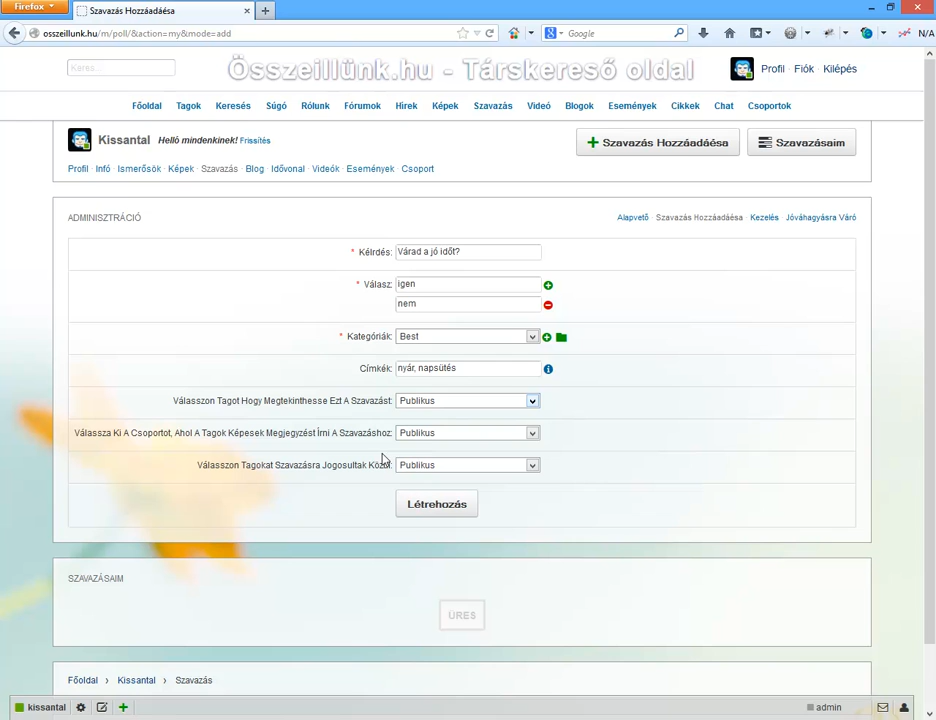 Firefox
Szavazás Hozzáadésa
osszeillunk.hu/m/poll/&action=my&mode=add
Google
N/A
Keres...
Összeillünk.hu - Társkereső oldal
Profil · Fiók · Kilépés
Főoldal Tagok Keresés Súgó Rólunk Fórumok Hírek Képek Szavazás Videó Blogok Események Cikkek Chat Csoportok
Kissantal Helló mindenkinek! Frissítés
Szavazás Hozzáadésa
Szavazásaim
Profil · Infó · Ismerősök · Képek · Szavazás · Blog · Idővonal · Videók · Események · Csoport
ADMINISZTRÁCIÓ
Alapvető · Szavazás Hozzáadésa · Kezelés · Jóváhagyásra Váró
* Kélrdés: Várad a jó időt?
* Válasz: igen
nem
* Kategóriák: Best
Címkék: nyár, napsütés
Válasszon Tagot Hogy Megtekinthesse Ezt A Szavazást: Publikus
Válassza Ki A Csoportot, Ahol A Tagok Képesek Megjegyzést Írni A Szavazáshoz: Publikus
Válasszon Tagokat Szavazásra Jogosultak Közül: Publikus
Létrehozás
SZAVAZÁSAIM
ÜRES
Főoldal › Kissantal › Szavazás
kissantal
admin